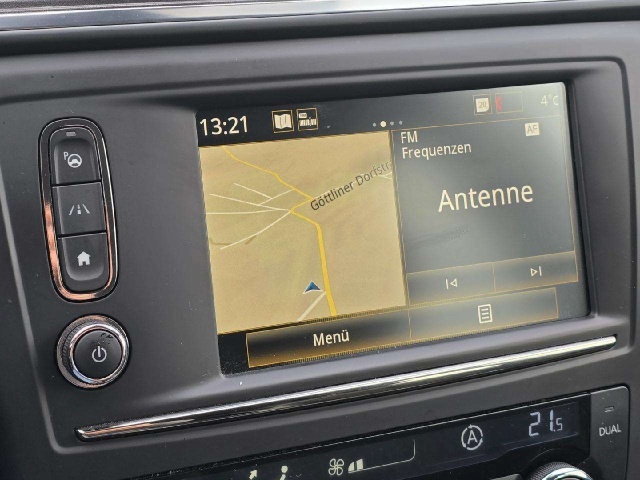 13:21
4°C
FM
Frequenzen
AF
Antenne
Göttliner Dorfstr
Menü
P
A
21.5
DUAL